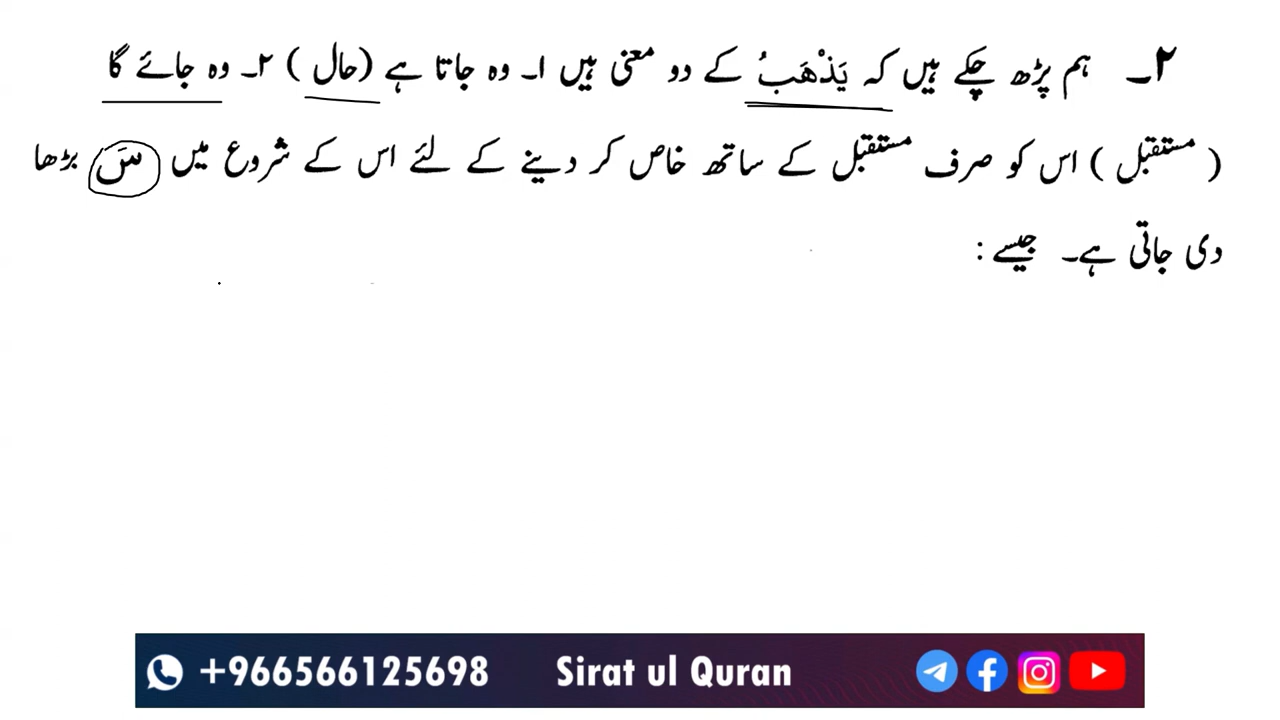 ۲۔ ہم پڑھ چکے ہیں کہ يَذْهَبُ کے دو معنی ہیں ۱۔ وہ جاتا ہے (حال) ۲۔ وہ جائے گا
(مستقبل) اس کو صرف مستقبل کے ساتھ خاص کر دینے کے لئے اس کے شروع میں سَ بڑھا
دی جاتی ہے۔ جیسے:
+966566125698 Sirat ul Quran